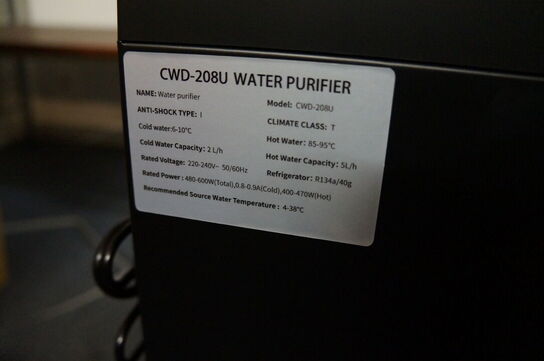 CWD-208U WATER PURIFIER
NAME: Water purifier
Model: CWD-208U
ANTI-SHOCK TYPE: I
CLIMATE CLASS: T
Cold water:6-10℃
Hot Water: 85-95℃
Cold Water Capacity: 2 L/h
Hot Water Capacity: 5L/h
Rated Voltage: 220-240V~ 50/60Hz
Refrigerator: R134a/40g
Rated Power : 480-600W(Total),0.8-0.9A(Cold),400-470W(Hot)
Recommended Source Water Temperature : 4-38℃